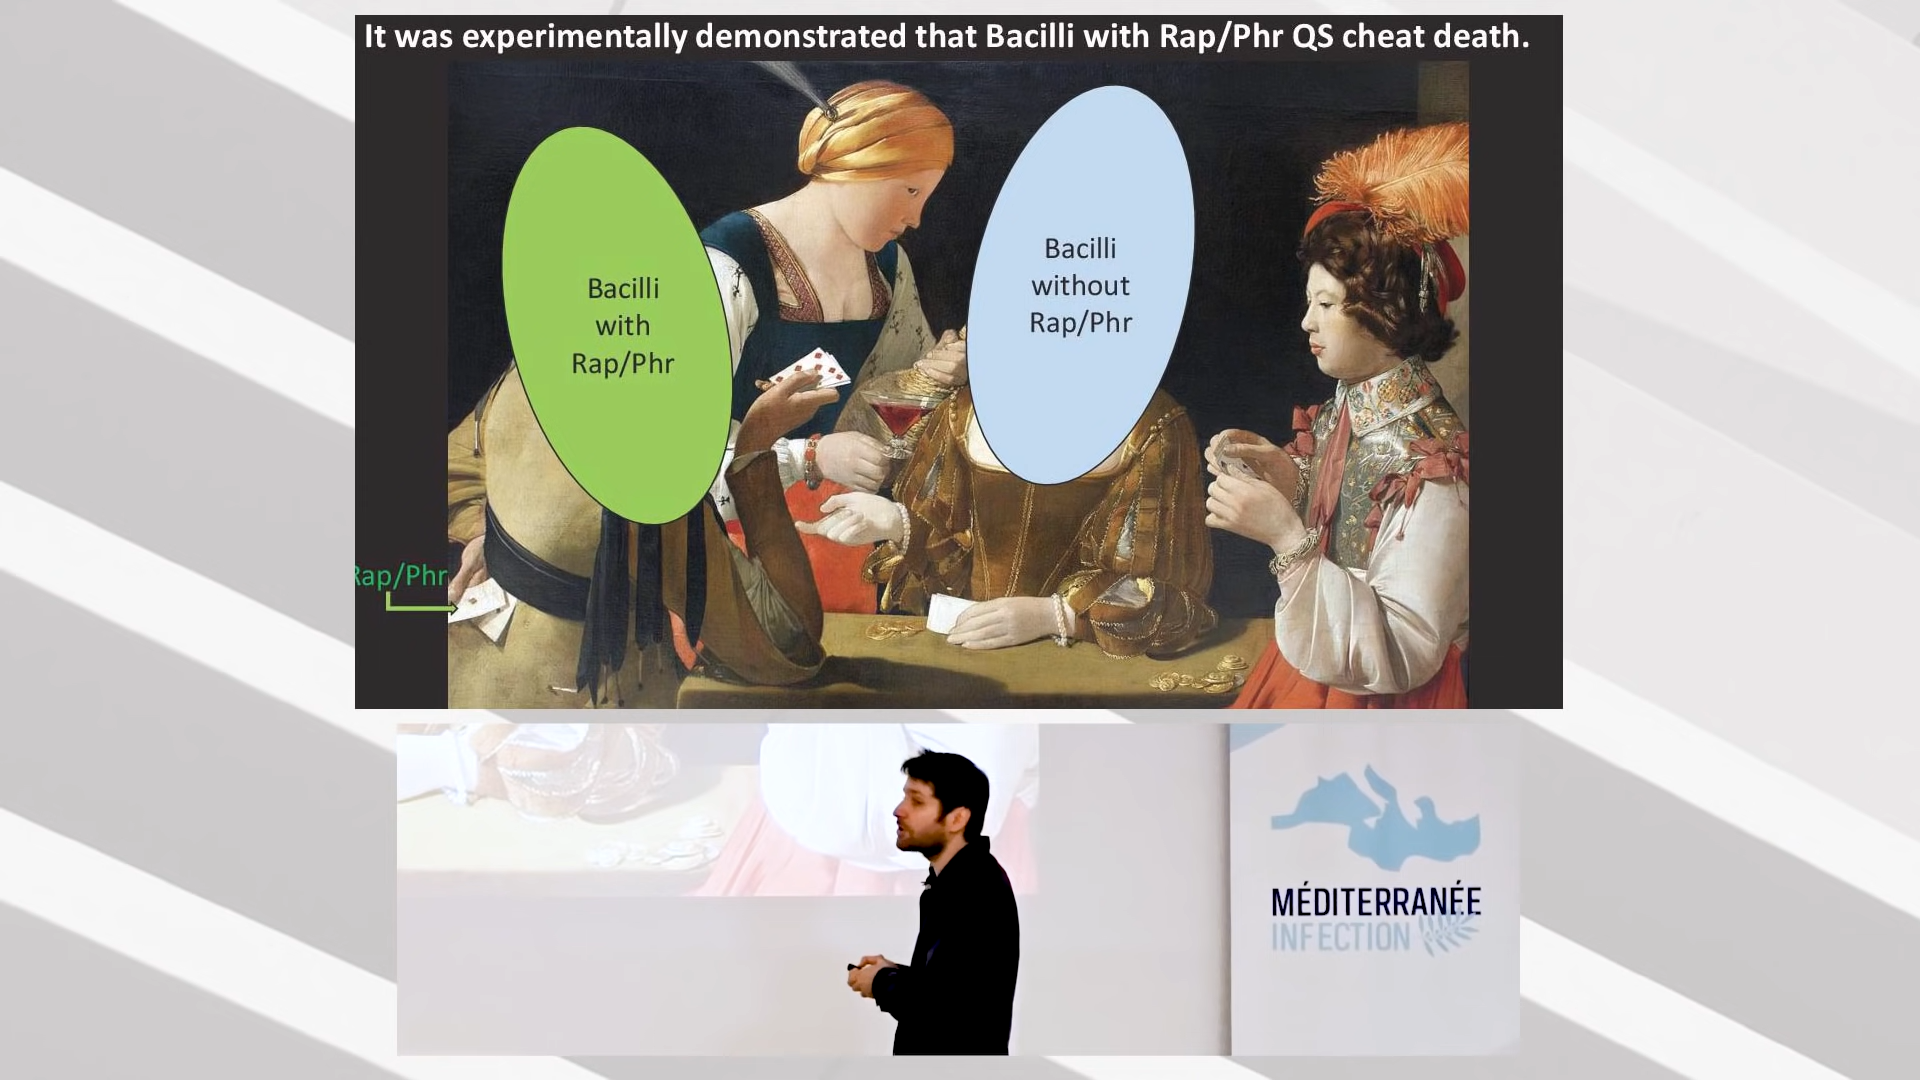 It was experimentally demonstrated that Bacilli with Rap/Phr QS cheat death.
Bacilli
with
Rap/Phr
Bacilli
without
Rap/Phr
Rap/Phr
MÉDITERRANÉE
INFECTION